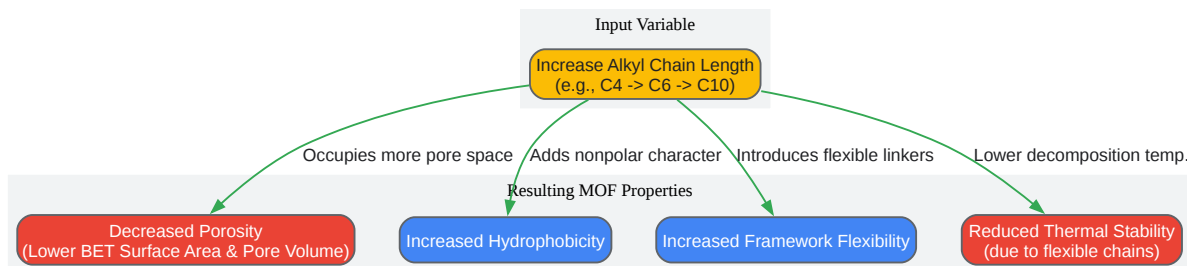 Input Variable
Increase Alkyl Chain Length
(e.g., C4 -> C6 -> C10)
Occupies more pore space
Adds nonpolar character
Introduces flexible linkers
Lower decomposition temp.
Resulting MOF Properties
Decreased Porosity
(Lower BET Surface Area & Pore Volume)
Increased Hydrophobicity
Increased Framework Flexibility
Reduced Thermal Stability
(due to flexible chains)